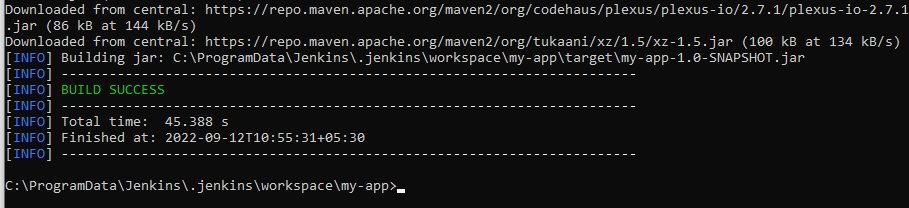 Downloaded from central: https://repo.maven.apache.org/maven2/org/codehaus/plexus/plexus-io/2.7.1/plexus-io-2.7.1
.jar (86 kB at 144 kB/s)
Downloaded from central: https://repo.maven.apache.org/maven2/org/tukaani/xz/1.5/xz-1.5.jar (100 kB at 134 kB/s)
[INFO] Building jar: C:\ProgramData\Jenkins\.jenkins\workspace\my-app\target\my-app-1.0-SNAPSHOT.jar
[INFO] ------------------------------------------------------------------------
[INFO] BUILD SUCCESS
[INFO] ------------------------------------------------------------------------
[INFO] Total time:  45.388 s
[INFO] Finished at: 2022-09-12T10:55:31+05:30
[INFO] ------------------------------------------------------------------------
C:\ProgramData\Jenkins\.jenkins\workspace\my-app>